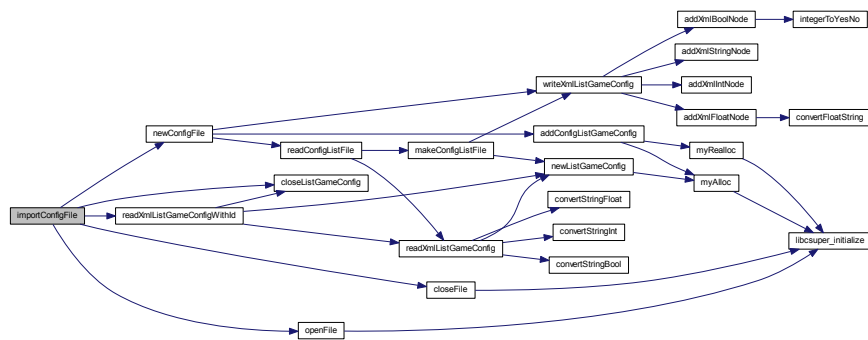 addXmlBoolNode
integerToYesNo
addXmlStringNode
writeXmlListGameConfig
addXmlIntNode
addXmlFloatNode
convertFloatString
newConfigFile
addConfigListGameConfig
readConfigListFile
makeConfigListFile
myRealloc
newListGameConfig
closeListGameConfig
myAlloc
convertStringFloat
importConfigFile
readXmlListGameConfigWithId
convertStringInt
libcsuper_initialize
readXmlListGameConfig
convertStringBool
closeFile
openFile